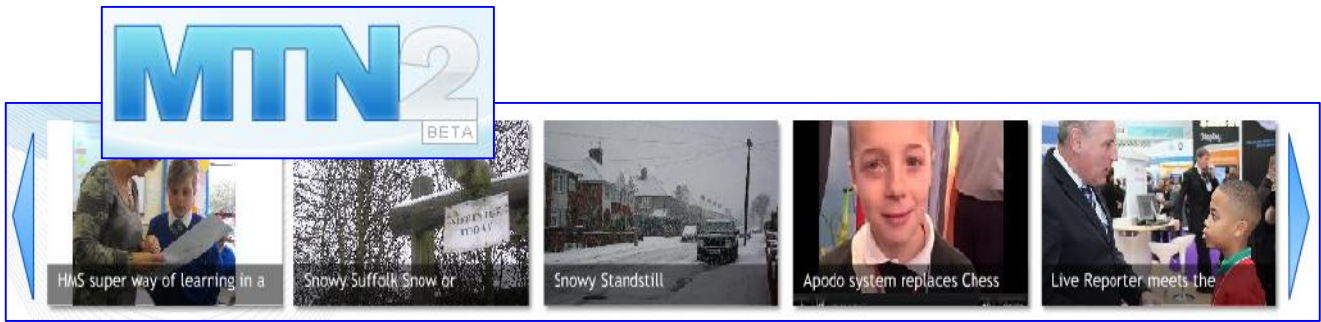 MTN2
BETA
HMS super way of learning in a
Snowy Suffolk Snow or
Snowy Standstill
Apodo system replaces Chess
Live Reporter meets the